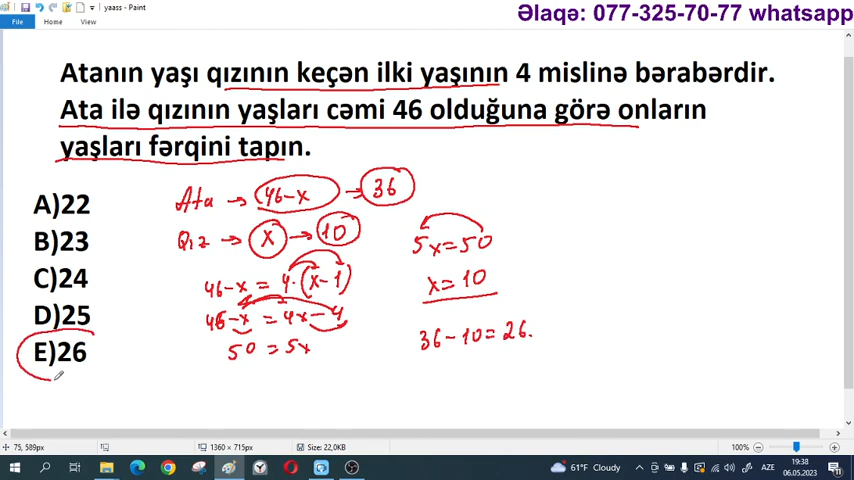 Əlaqə: 077-325-70-77 whatsapp
yaass - Paint
File Home View
Atanın yaşı qızının keçən ilki yaşının 4 mislinə bərabərdir.
Ata ilə qızının yaşları cəmi 46 olduğuna görə onların
yaşları fərqini tapın.
A)22
B)23
C)24
D)25
E)26
Ata → 46-x → 36
Qız → x → 10
46-x = 4·(x-1)
46-x = 4x-4
50 = 5x
5x=50
x=10
36-10=26.
75, 589px
1360 × 715px
Size: 22,0KB
100%
61°F Cloudy
AZE
19:38
06.05.2023